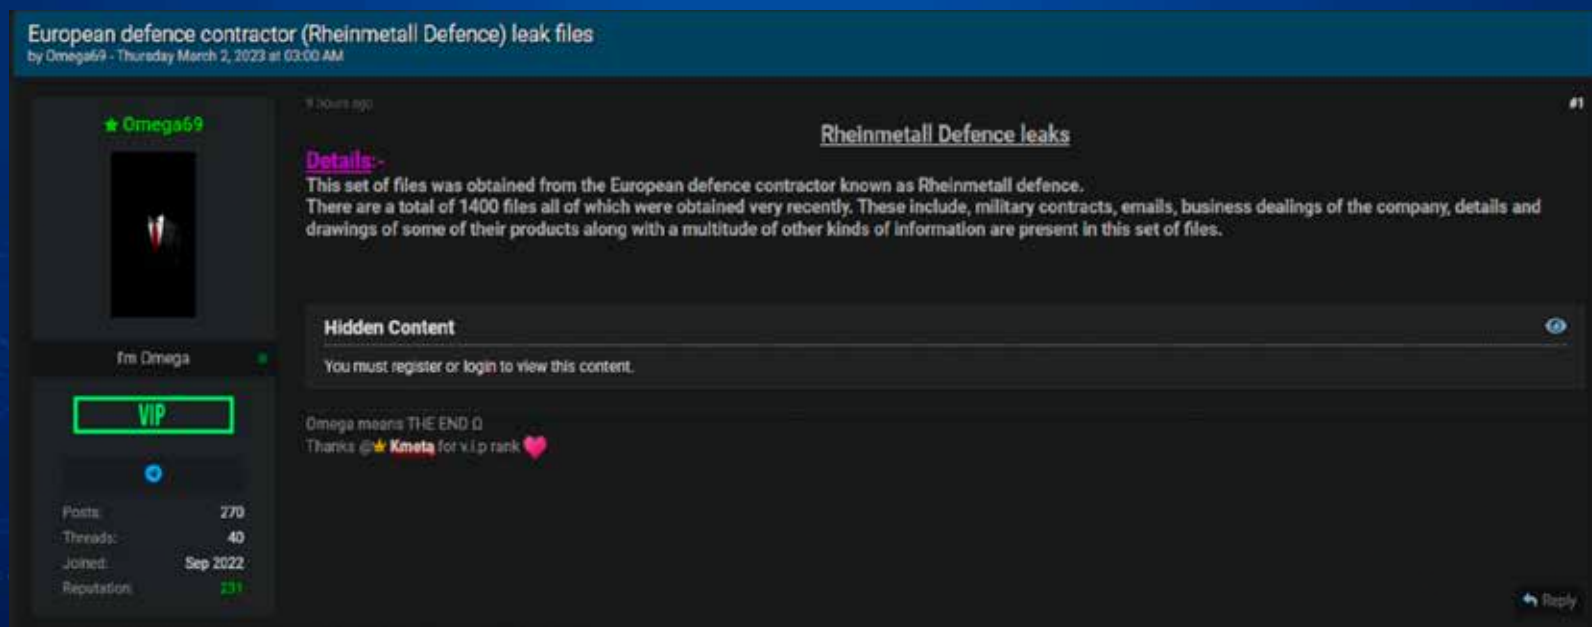 European defence contractor (Rheinmetall Defence) leak files
by Omega69 - Thursday March 2, 2023 at 03:00 AM
9 hours ago
#1
★ Omega69
Rheinmetall Defence leaks
Details:-
This set of files was obtained from the European defence contractor known as Rheinmetall defence.
There are a total of 1400 files all of which were obtained very recently. These include, military contracts, emails, business dealings of the company, details and
drawings of some of their products along with a multitude of other kinds of information are present in this set of files.
Hidden Content
You must register or login to view this content.
I'm Omega
VIP
Omega means THE END Ω
Thanks @★ Kmeta for v.i.p rank
Posts: 270
Threads: 40
Joined: Sep 2022
Reputation: 231
Reply